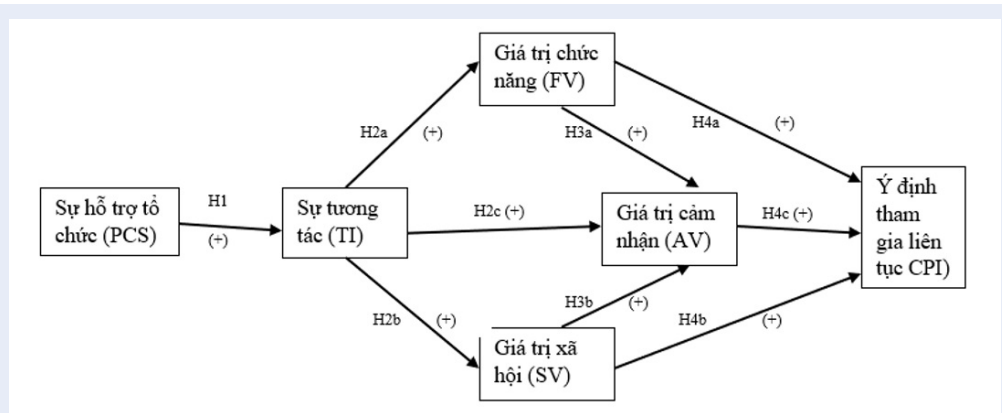 Giá trị chức
năng (FV)
H2a
(+)
H3a
(+)
H4a
(+)
Sự hỗ trợ tổ
chức (PCS)
H1
(+)
Sự tương
tác (TI)
H2c (+)
Giá trị cảm
nhận (AV)
H4c (+)
Ý định
tham
gia liên
tục CPI)
H2b
(+)
H3b
(+)
H4b
(+)
Giá trị xã
hội (SV)